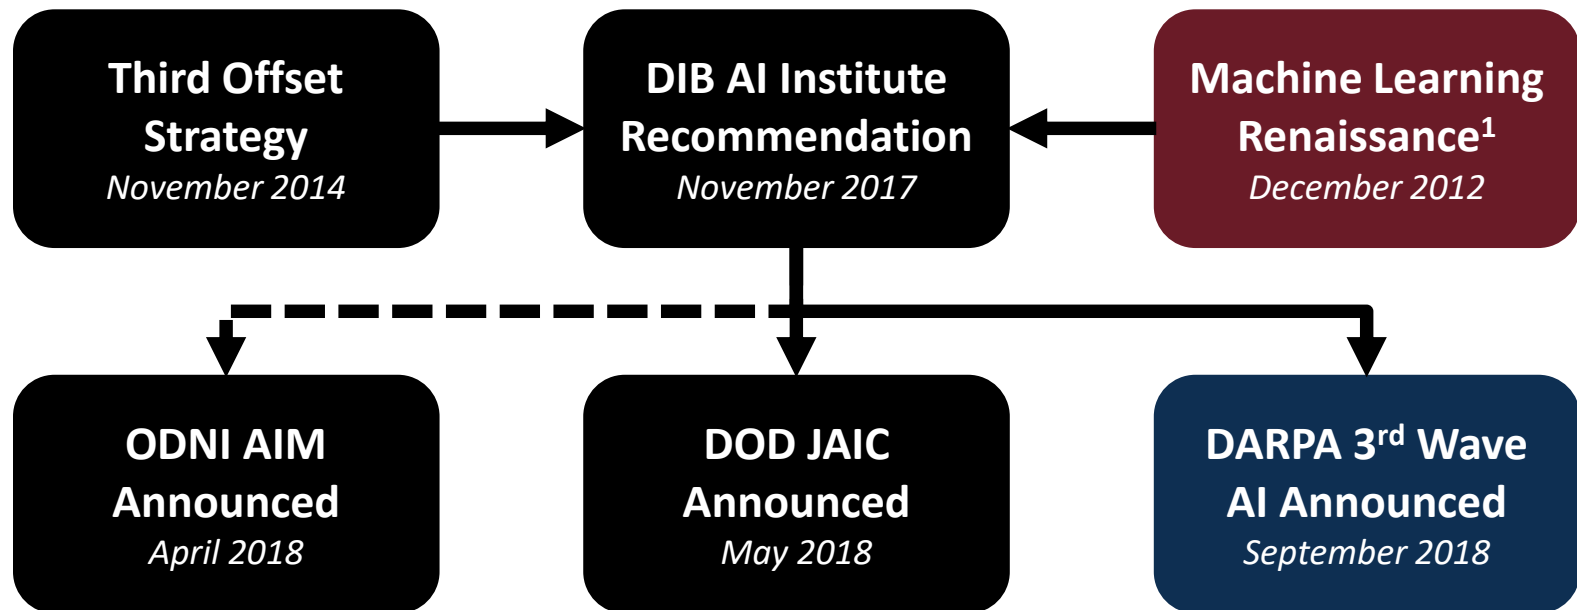 Third Offset
Strategy
November 2014
DIB AI Institute
Recommendation
November 2017
Machine Learning
Renaissance¹
December 2012
ODNI AIM
Announced
April 2018
DOD JAIC
Announced
May 2018
DARPA 3rd Wave
AI Announced
September 2018